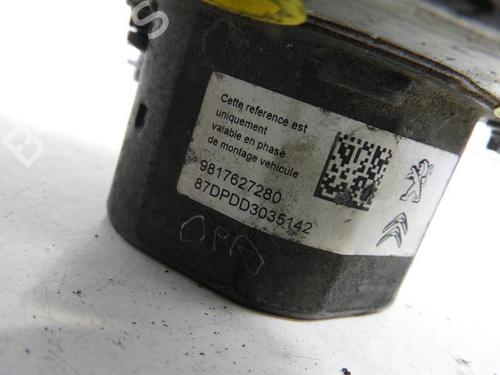 Cette reference est
uniquement
valable en phase
de montage vehicule
9817627280
87DPDD3035142